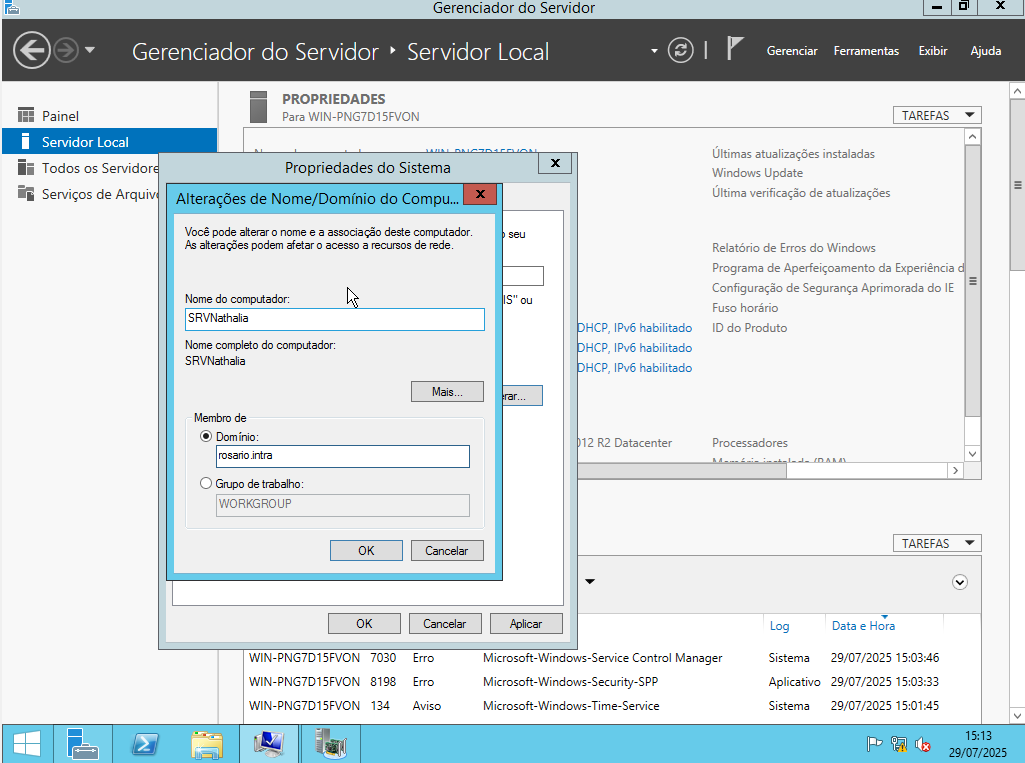 Gerenciador do Servidor
Gerenciador do Servidor ‣ Servidor Local
Gerenciar Ferramentas Exibir Ajuda
Painel
Servidor Local
Todos os Servidore
Serviços de Arquivo
PROPRIEDADES
Para WIN-PNG7D15FVON
TAREFAS
WIN-PNG7D15FVON
Últimas atualizações instaladas
Windows Update
Última verificação de atualizações
Relatório de Erros do Windows
Programa de Aperfeiçoamento da Experiência d
Configuração de Segurança Aprimorada do IE
Fuso horário
DHCP, IPv6 habilitado
ID do Produto
DHCP, IPv6 habilitado
DHCP, IPv6 habilitado
012 R2 Datacenter
Processadores
Memória instalada (RAM)
Propriedades do Sistema
o seu
IS" ou
erar...
OK Cancelar Aplicar
Alterações de Nome/Domínio do Compu...
Você pode alterar o nome e a associação deste computador.
As alterações podem afetar o acesso a recursos de rede.
Nome do computador:
SRVNathalia
Nome completo do computador:
SRVNathalia
Mais...
Membro de
Domínio:
rosario.intra
Grupo de trabalho:
WORKGROUP
OK Cancelar
TAREFAS
Log Data e Hora
WIN-PNG7D15FVON 7030 Erro Microsoft-Windows-Service Control Manager Sistema 29/07/2025 15:03:46
WIN-PNG7D15FVON 8198 Erro Microsoft-Windows-Security-SPP Aplicativo 29/07/2025 15:03:33
WIN-PNG7D15FVON 134 Aviso Microsoft-Windows-Time-Service Sistema 29/07/2025 15:01:45
15:13
29/07/2025